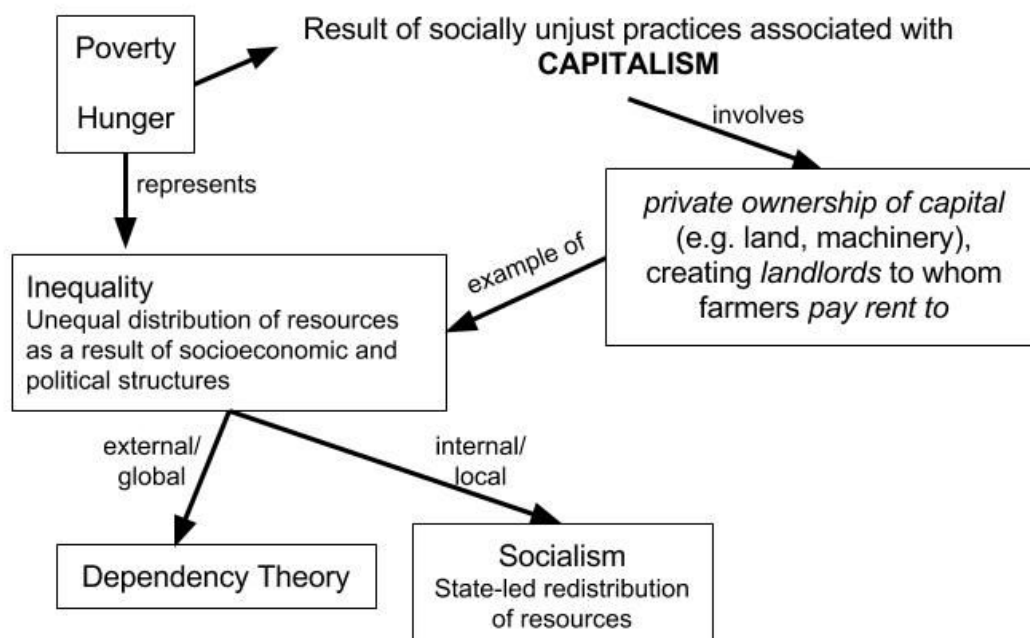 Poverty
Hunger
Result of socially unjust practices associated with
CAPITALISM
involves
represents
private ownership of capital
(e.g. land, machinery),
creating landlords to whom
farmers pay rent to
example of
Inequality
Unequal distribution of resources
as a result of socioeconomic and
political structures
external/
global
internal/
local
Dependency Theory
Socialism
State-led redistribution
of resources